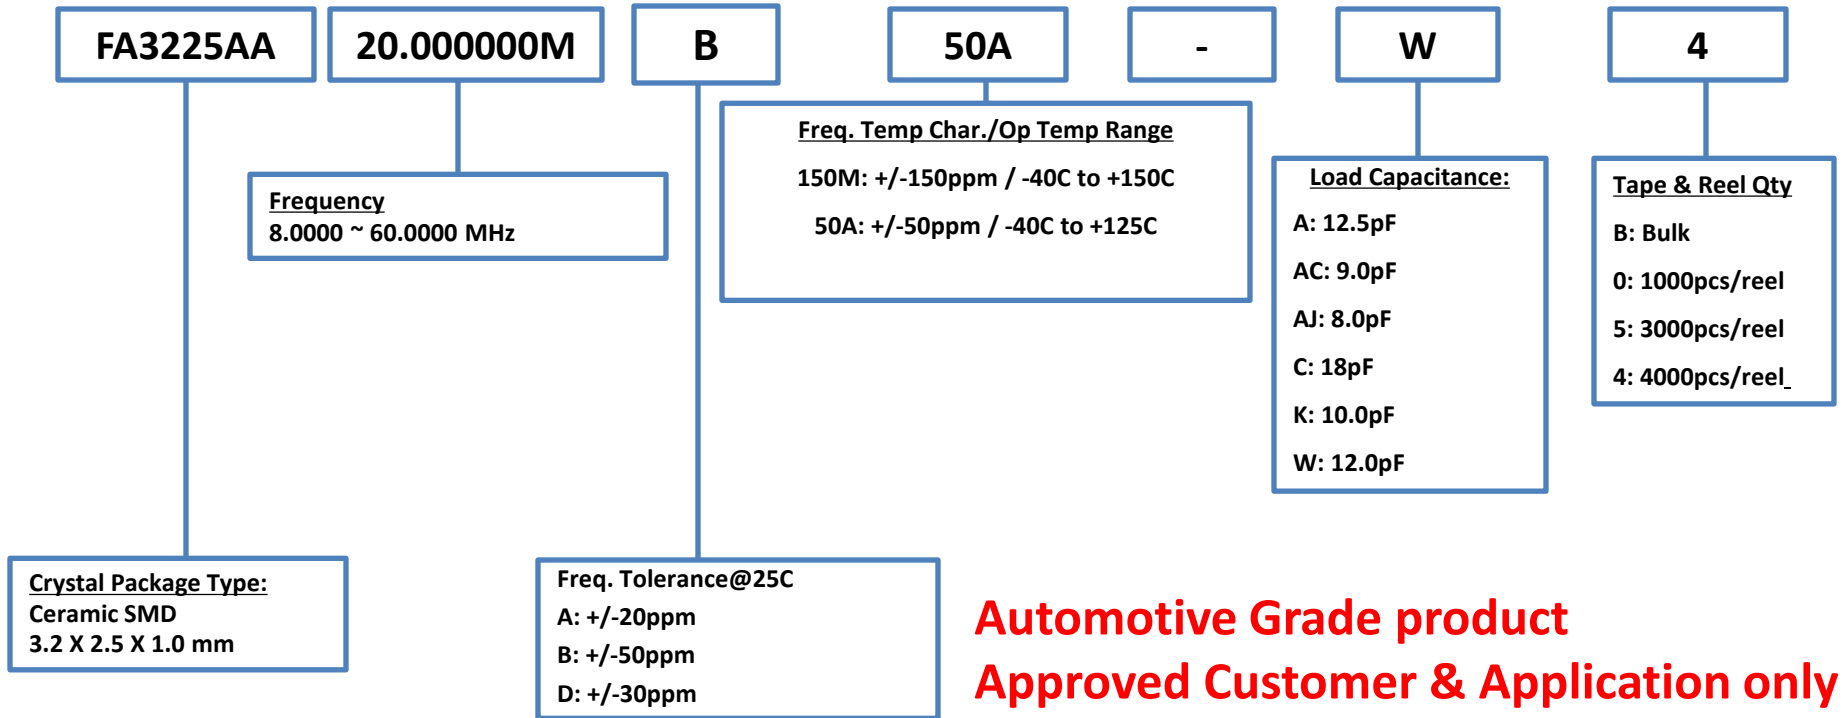 FA3225AA 20.000000M B 50A - W 4
Freq. Temp Char./Op Temp Range
150M: +/-150ppm / -40C to +150C
50A: +/-50ppm / -40C to +125C
Frequency
8.0000 ~ 60.0000 MHz
Load Capacitance:
A: 12.5pF
AC: 9.0pF
AJ: 8.0pF
C: 18pF
K: 10.0pF
W: 12.0pF
Tape & Reel Qty
B: Bulk
0: 1000pcs/reel
5: 3000pcs/reel
4: 4000pcs/reel
Crystal Package Type:
Ceramic SMD
3.2 X 2.5 X 1.0 mm
Freq. Tolerance@25C
A: +/-20ppm
B: +/-50ppm
D: +/-30ppm
Automotive Grade product
Approved Customer & Application only